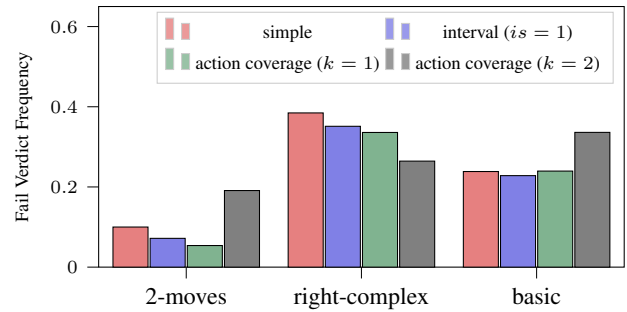 0.6
0.4
0.2
0
Fail Verdict Frequency
simple
interval (is = 1)
action coverage (k = 1)
action coverage (k = 2)
2-moves
right-complex
basic